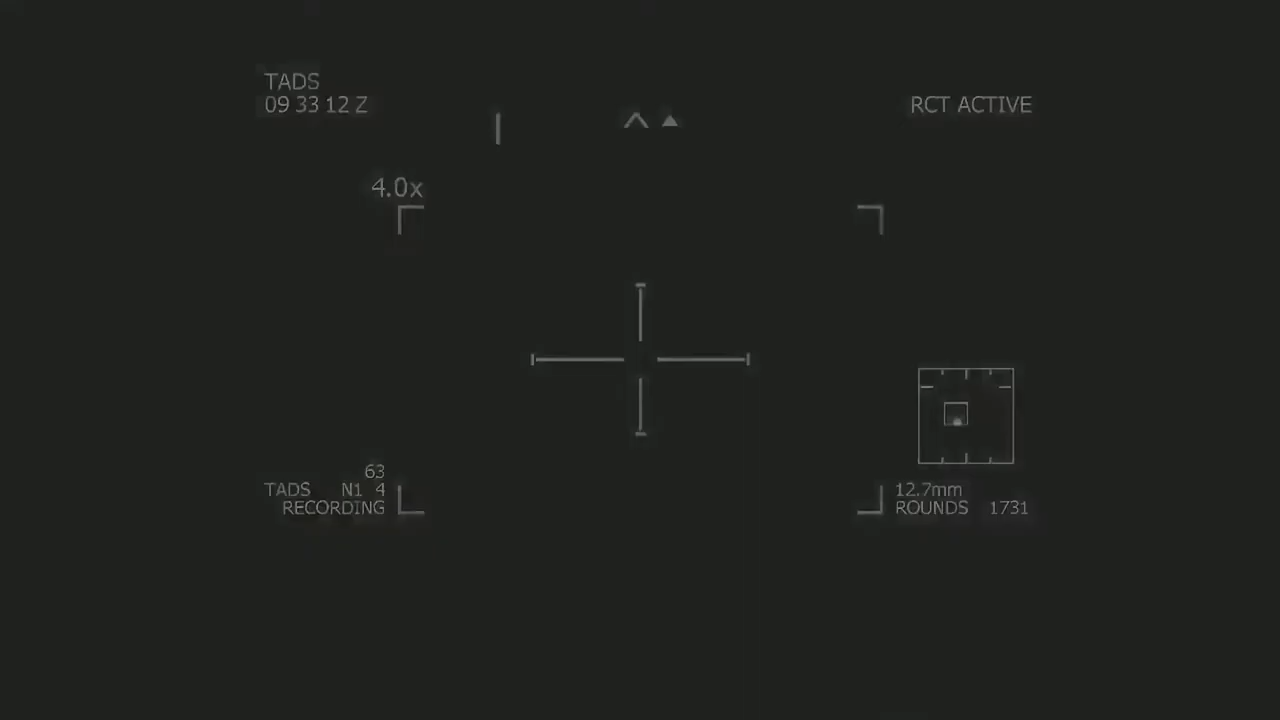 TADS
09 33 12 Z
RCT ACTIVE
4.0x
63
TADS N1 4
RECORDING
12.7mm
ROUNDS 1731